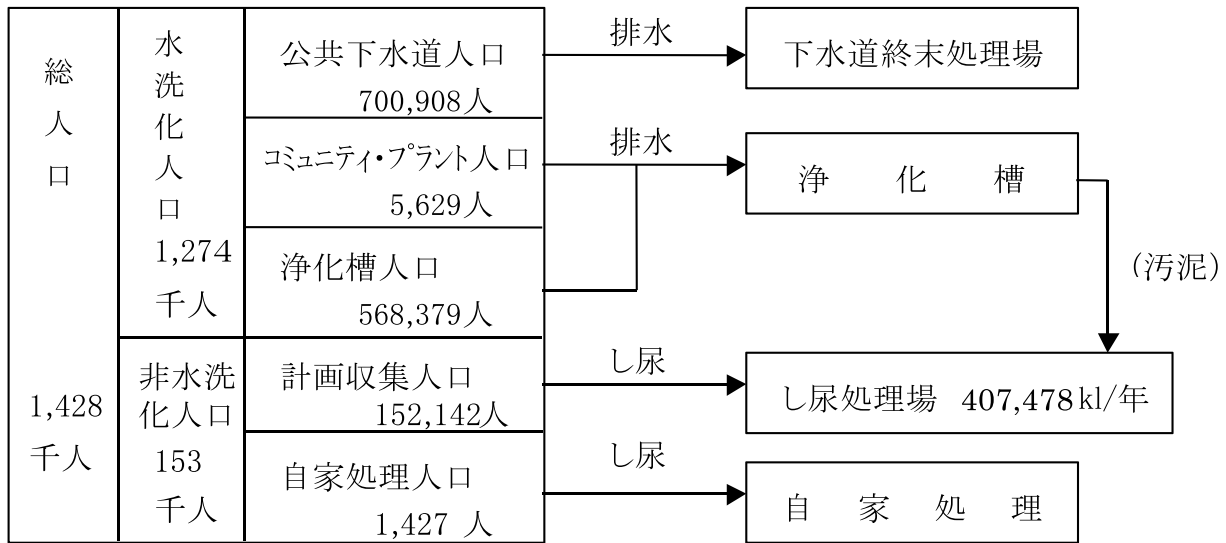 総人口
1,428
千人
水洗化人口
1,274
千人
公共下水道人口
700,908人
コミュニティ・プラント人口
5,629人
浄化槽人口
568,379人
非水洗
化人口
153
千人
計画収集人口
152,142人
自家処理人口
1,427 人
排水
下水道終末処理場
排水
浄化槽
(汚泥)
し尿
し尿処理場 407,478kl/年
し尿
自家処理